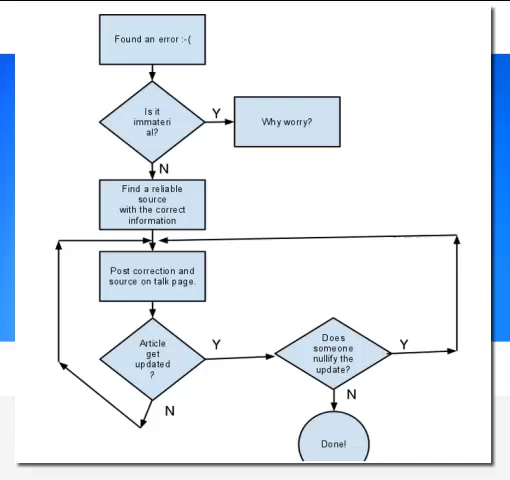 Found an error :-(
Is it
immateri
al?
Y
Why worry?
N
Find a reliable
source
with the correct
information
Post correction and
source on talk page.
Article
get
updated
?
Y
Does
someone
nullify the
update?
Y
N
N
Done!